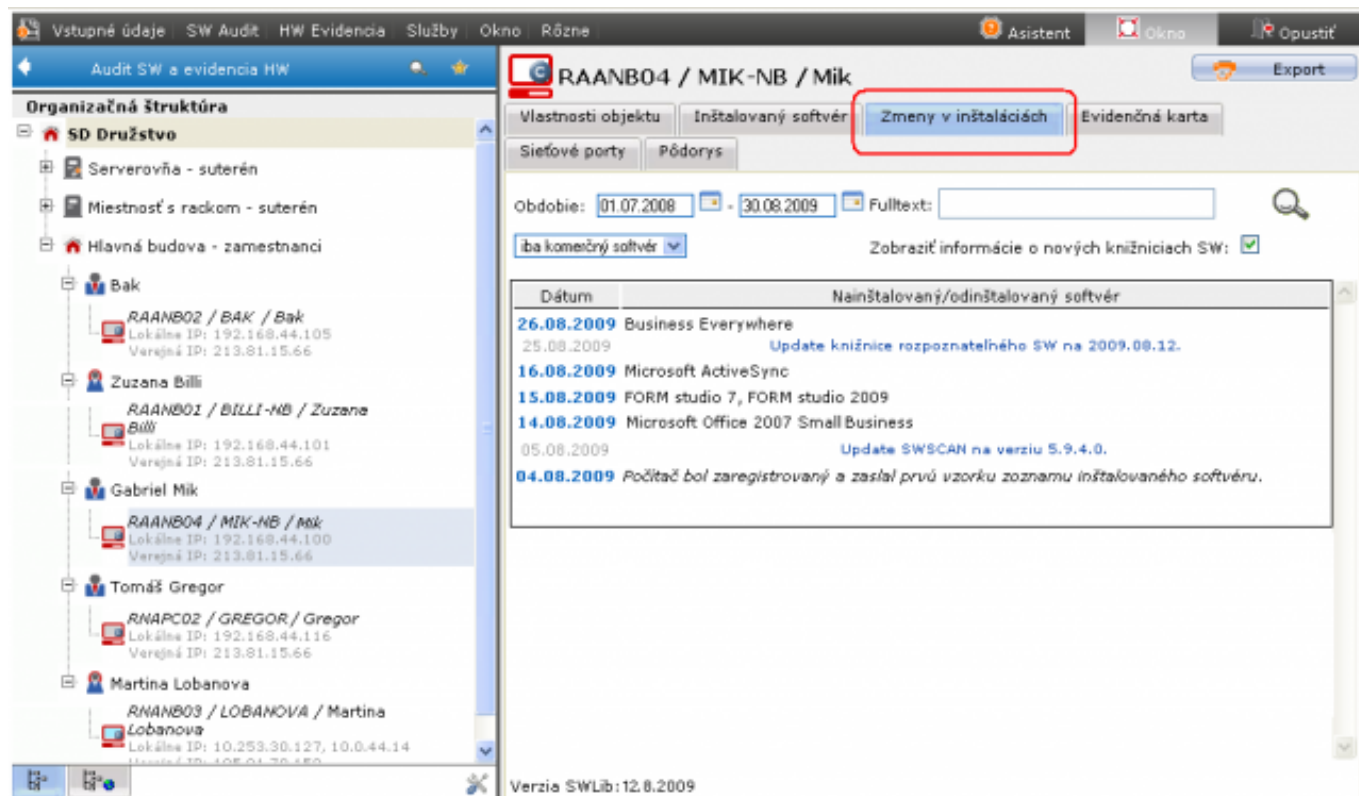 Vstupné údaje SW Audit HW Evidencia Služby Okno Rôzne Asistent Okno Opustiť
Audit SW a evidencia HW
Organizačná štruktúra
SD Družstvo
Serverovňa - suterén
Miestnosť s rackom - suterén
Hlavná budova - zamestnanci
Bak
RAANB02 / BAK / Bak
Lokálne IP: 192.168.44.105
Verejná IP: 213.81.15.66
Zuzana Billi
RAANB01 / BILLI-NB / Zuzana
Billi
Lokálne IP: 192.168.44.101
Verejná IP: 213.81.15.66
Gabriel Mik
RAANB04 / MIK-NB / Mik
Lokálne IP: 192.168.44.100
Verejná IP: 213.81.15.66
Tomáš Gregor
RNAPC02 / GREGOR / Gregor
Lokálne IP: 192.168.44.116
Verejná IP: 213.81.15.66
Martina Lobanova
RNANB03 / LOBANOVA / Martina
Lobanova
Lokálne IP: 10.253.30.127, 10.0.44.14
RAANB04 / MIK-NB / Mik
Export
Vlastnosti objektu Inštalovaný softvér Zmeny v inštaláciách Evidenčná karta
Sieťové porty Pôdorys
Obdobie: 01.07.2008 - 30.08.2009 Fulltext:
iba komerčný softvér Zobraziť informácie o nových knižniciach SW:
Dátum Nainštalovaný/odinštalovaný softvér
26.08.2009 Business Everywhere
25.08.2009 Update knižnice rozpoznateľného SW na 2009.08.12.
16.08.2009 Microsoft ActiveSync
15.08.2009 FORM studio 7, FORM studio 2009
14.08.2009 Microsoft Office 2007 Small Business
05.08.2009 Update SWSCAN na verziu 5.9.4.0.
04.08.2009 Počítač bol zaregistrovaný a zaslal prvú vzorku zoznamu inštalovaného softvéru.
Verzia SWLib: 12.8.2009